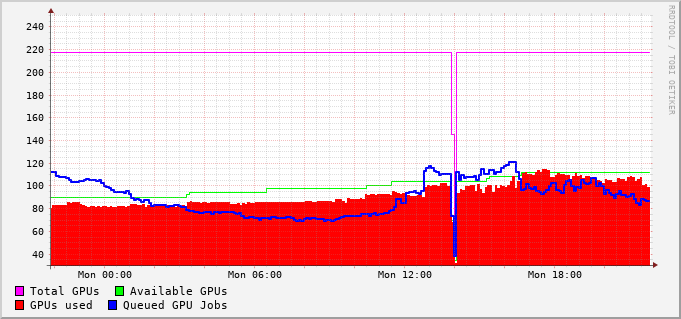 240
220
200
180
160
140
120
100
80
60
40
Mon 00:00 Mon 06:00 Mon 12:00 Mon 18:00
Total GPUs Available GPUs
GPUs used Queued GPU Jobs
RRDTOOL / TOBI OETIKER